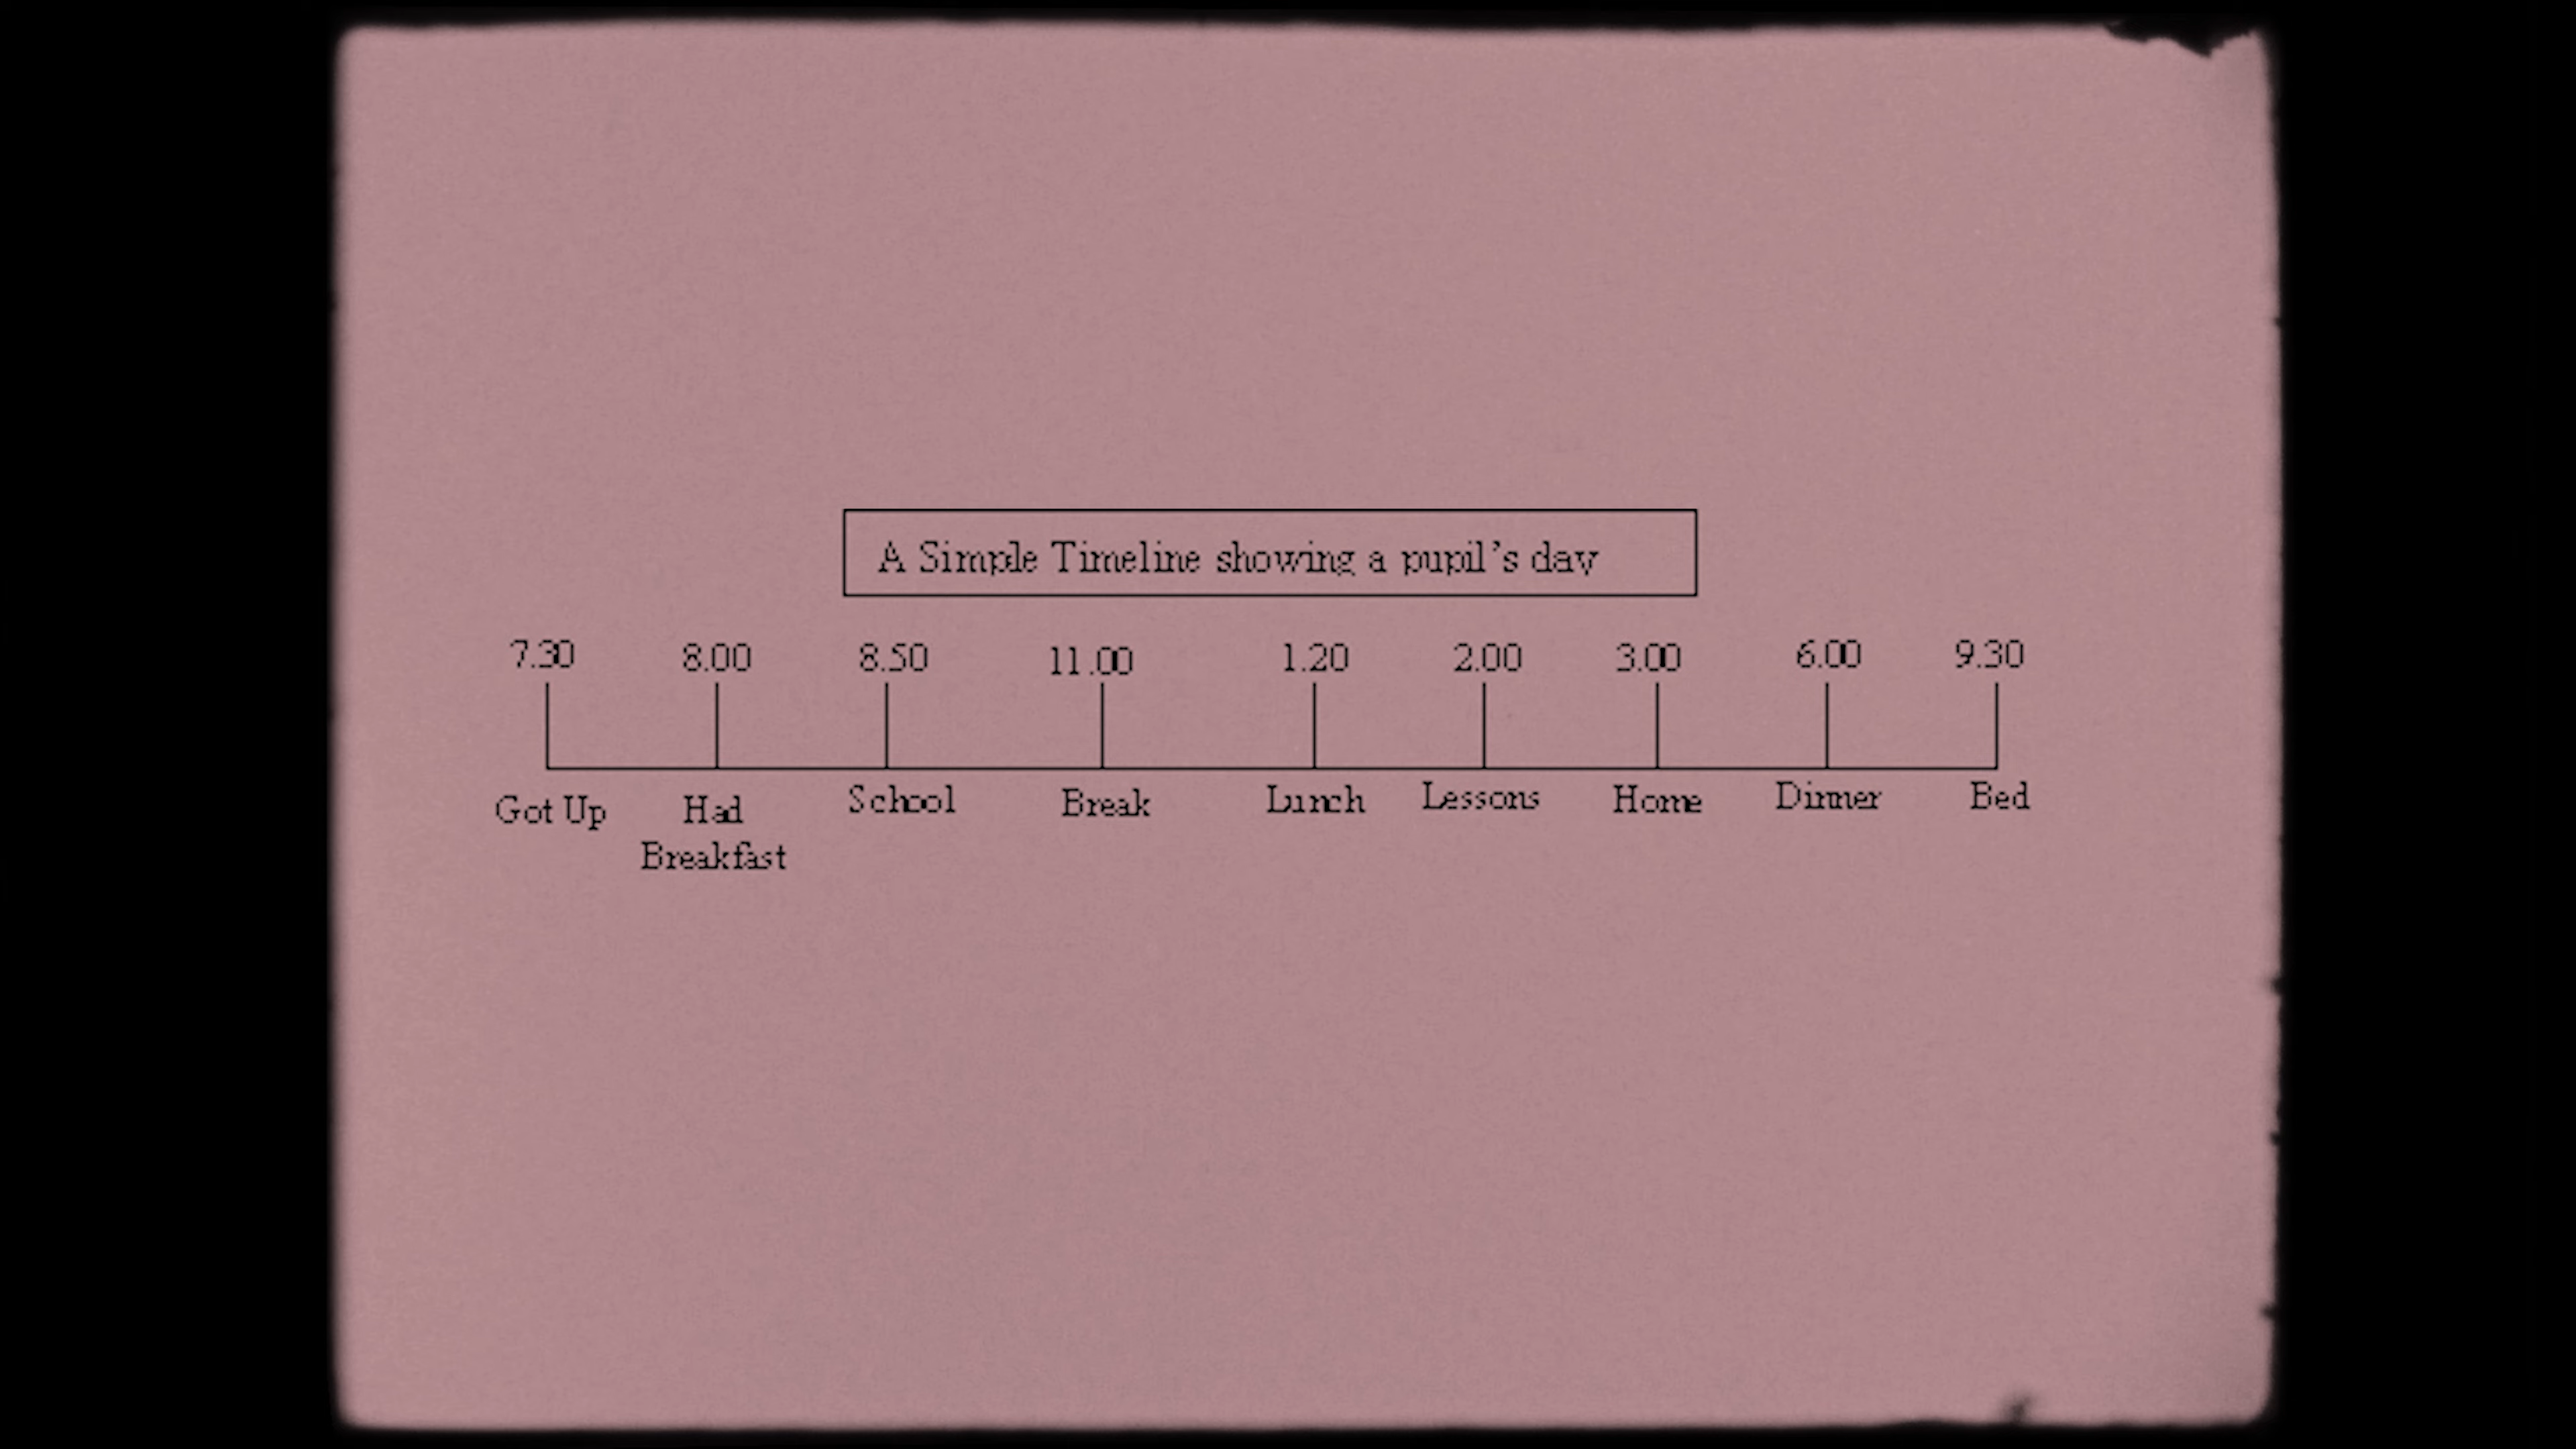 A Simple Timeline showing a pupil's day
7.30 8.00 8.50 11.00 1.20 2.00 3.00 6.00 9.30
Got Up Had School Break Lunch Lessons Home Dinner Bed
Breakfast